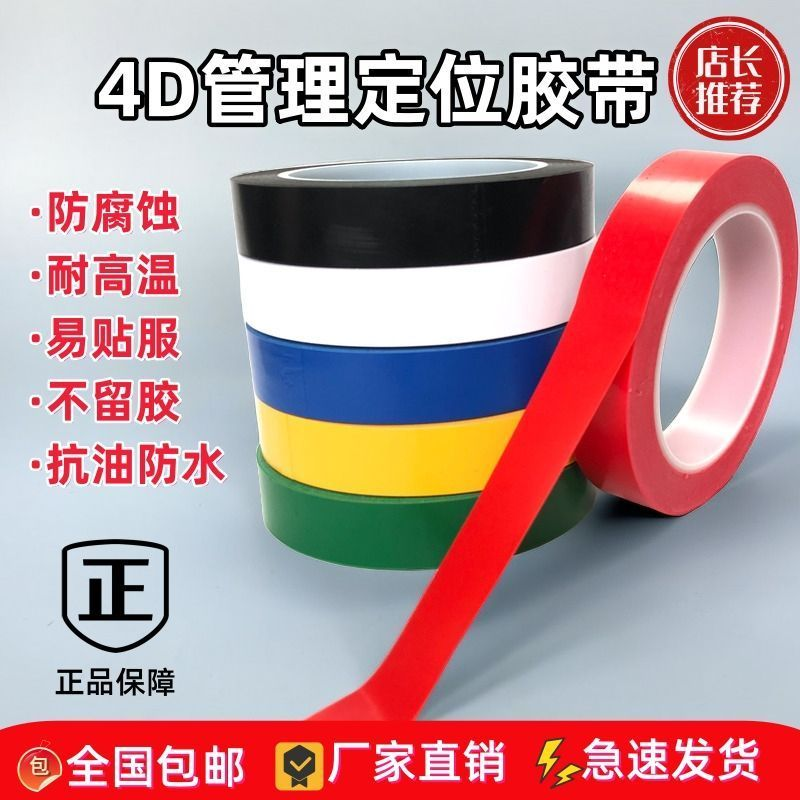 4D管理定位胶带
店长
推荐
·防腐蚀
·耐高温
·易贴服
·不留胶
·抗油防水
正
正品保障
包
全国包邮
厂家直销
急速发货